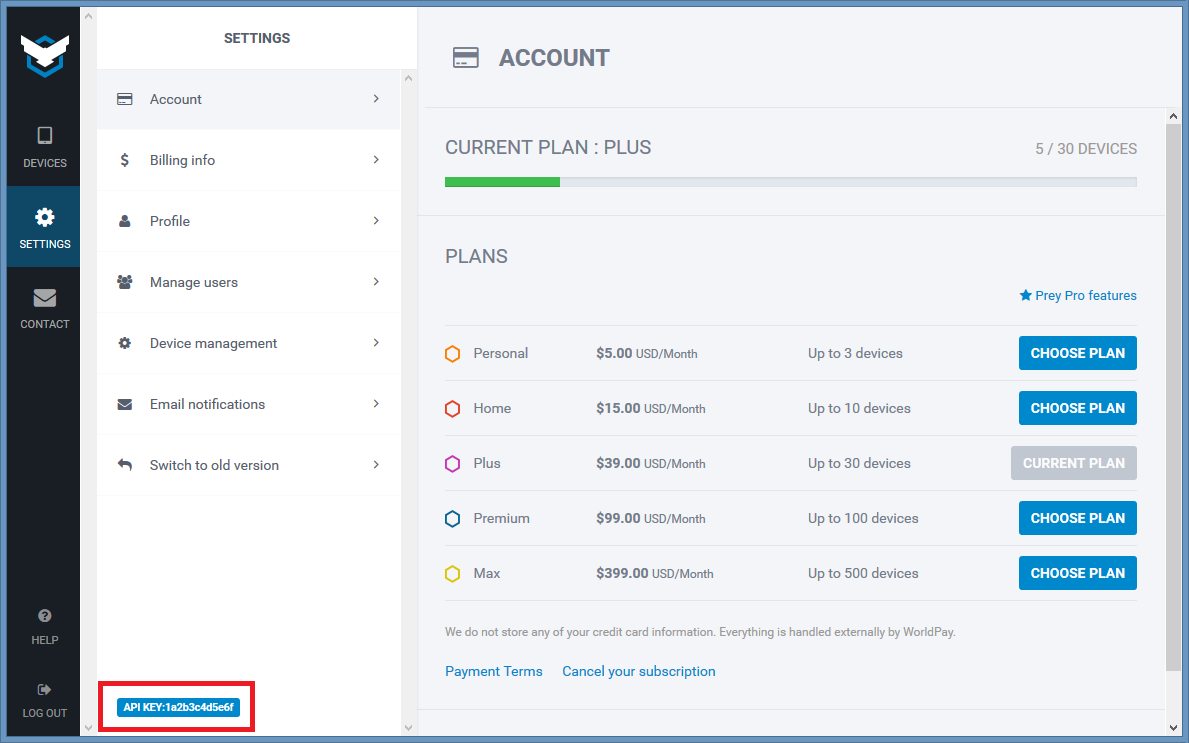 DEVICES
SETTINGS
CONTACT
HELP
LOG OUT
SETTINGS
Account
Billing info
Profile
Manage users
Device management
Email notifications
Switch to old version
API KEY:1a2b3c4d5e6f
ACCOUNT
CURRENT PLAN : PLUS 5 / 30 DEVICES
PLANS
Prey Pro features
Personal $5.00 USD/Month Up to 3 devices CHOOSE PLAN
Home $15.00 USD/Month Up to 10 devices CHOOSE PLAN
Plus $39.00 USD/Month Up to 30 devices CURRENT PLAN
Premium $99.00 USD/Month Up to 100 devices CHOOSE PLAN
Max $399.00 USD/Month Up to 500 devices CHOOSE PLAN
We do not store any of your credit card information. Everything is handled externally by WorldPay.
Payment Terms Cancel your subscription